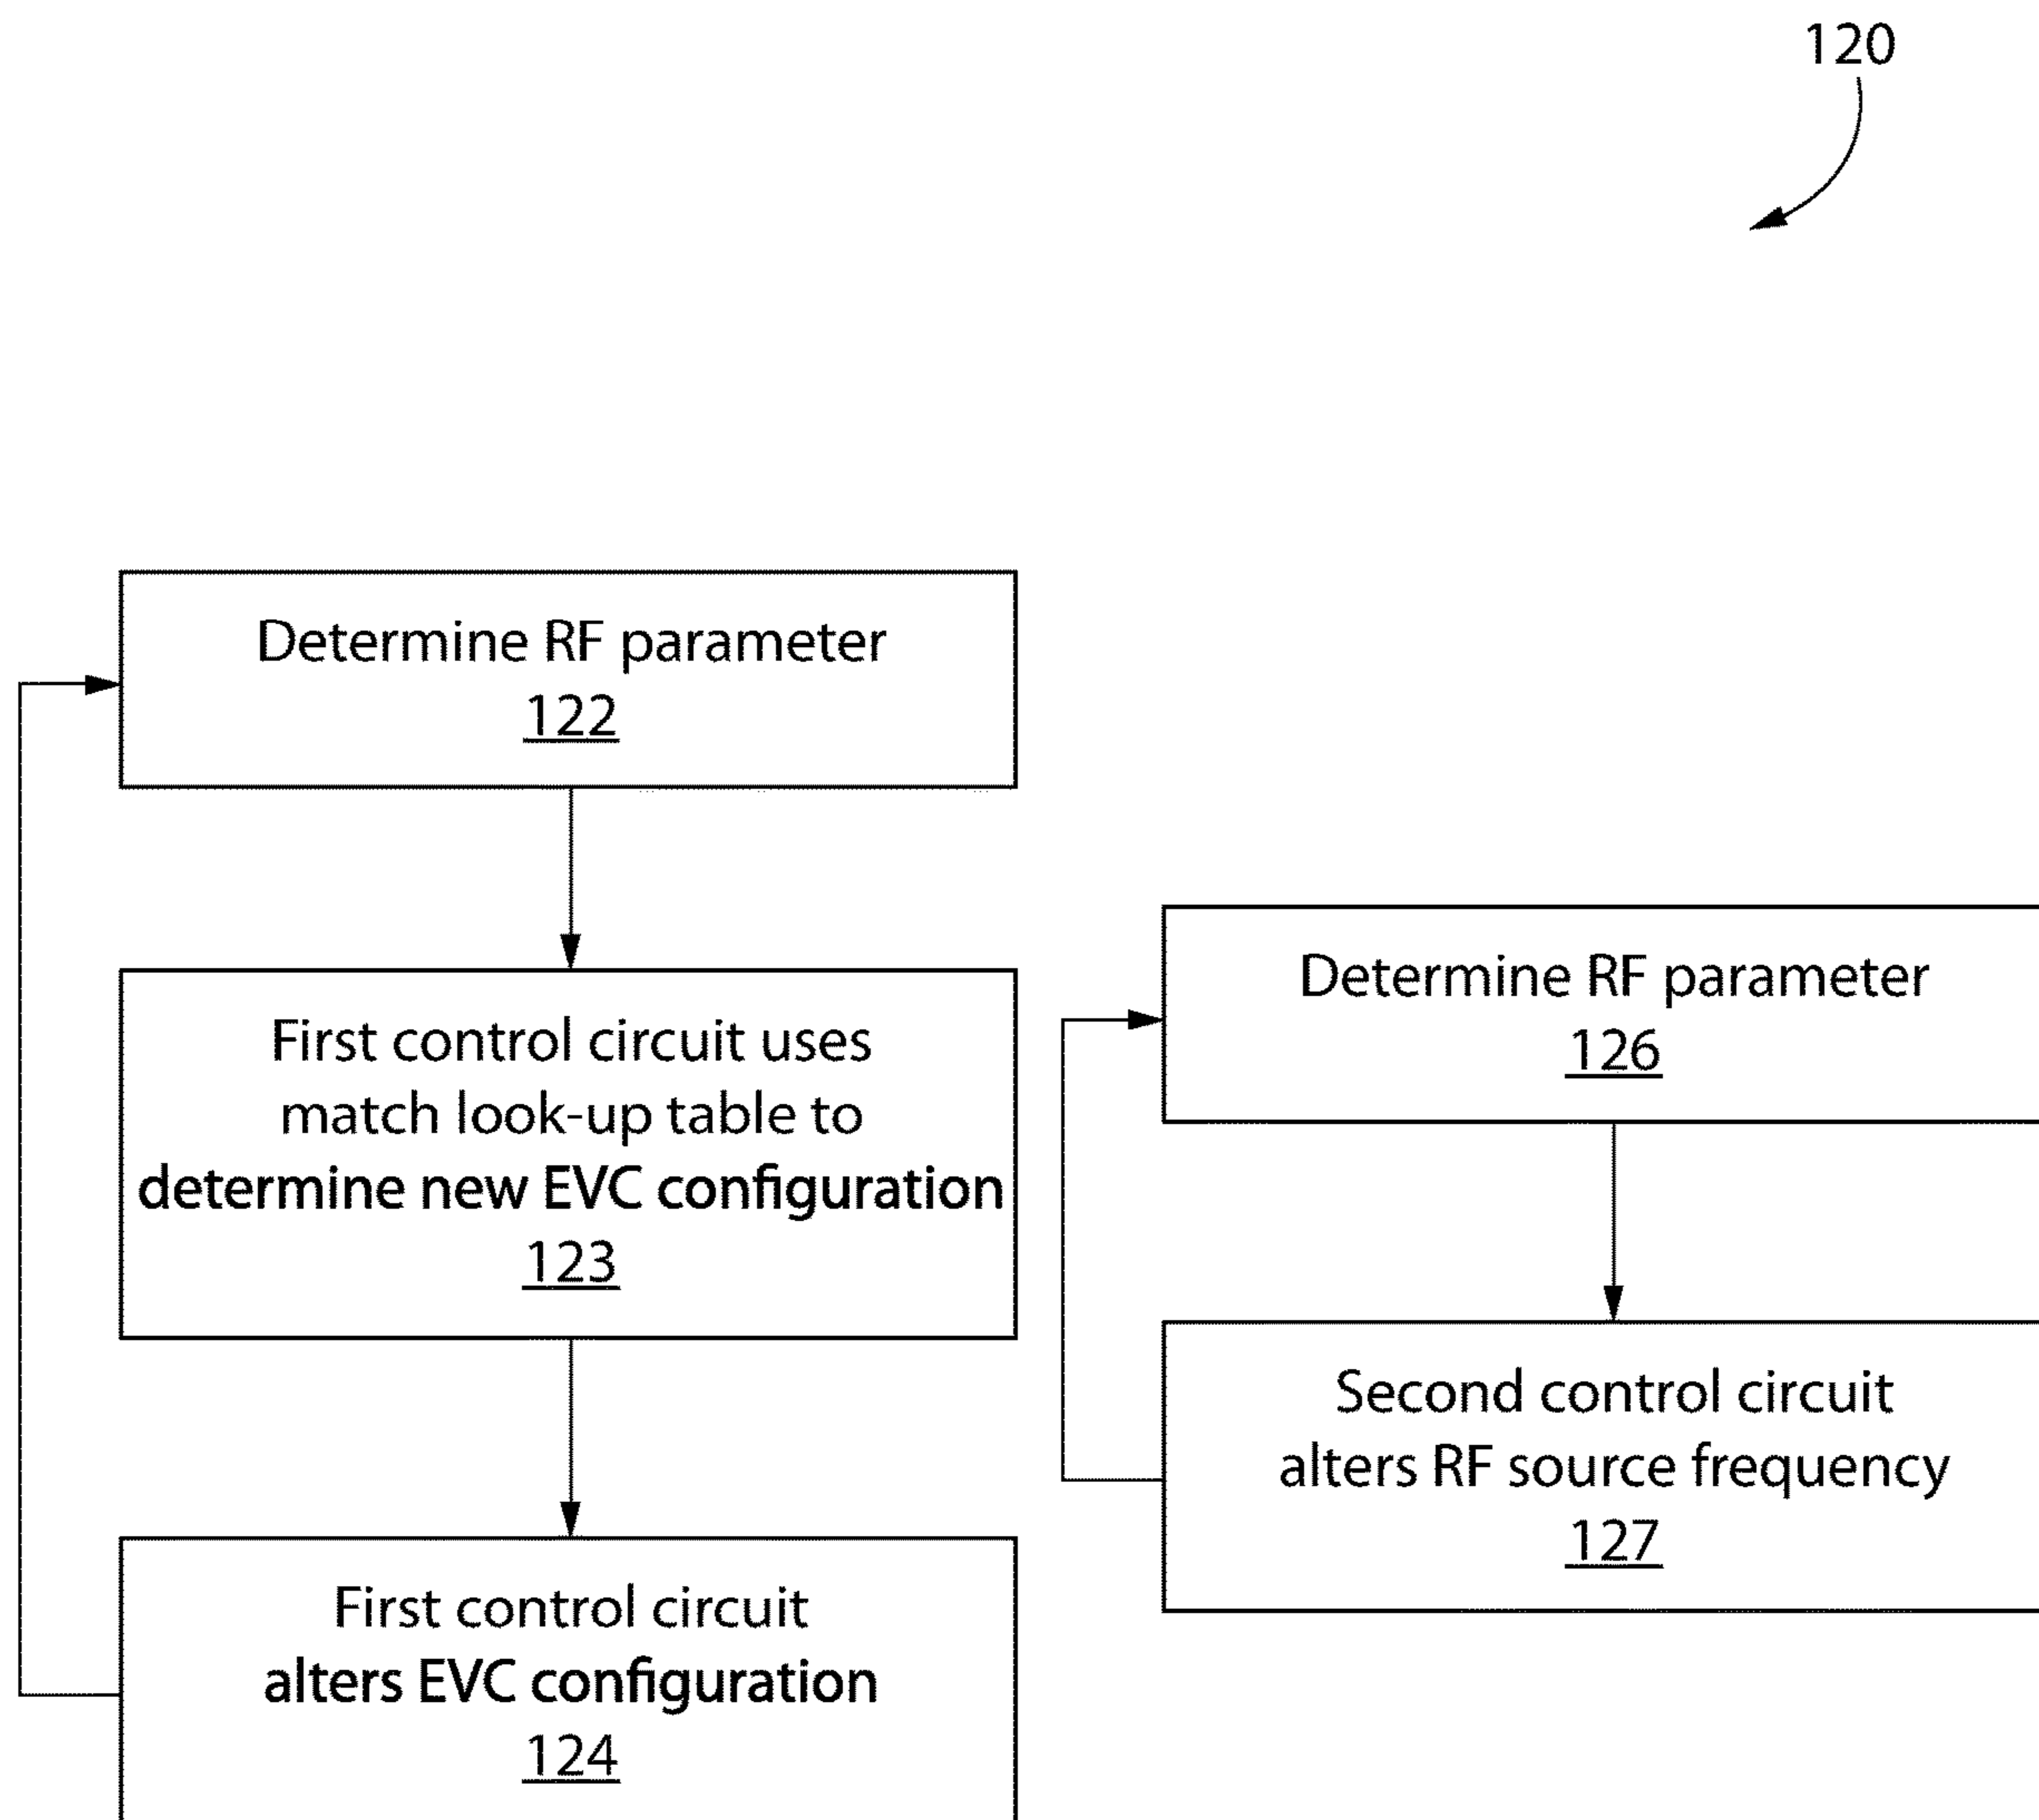 120
Determine RF parameter
122
First control circuit uses
match look-up table to
determine new EVC configuration
123
First control circuit
alters EVC configuration
124
Determine RF parameter
126
Second control circuit
alters RF source frequency
127